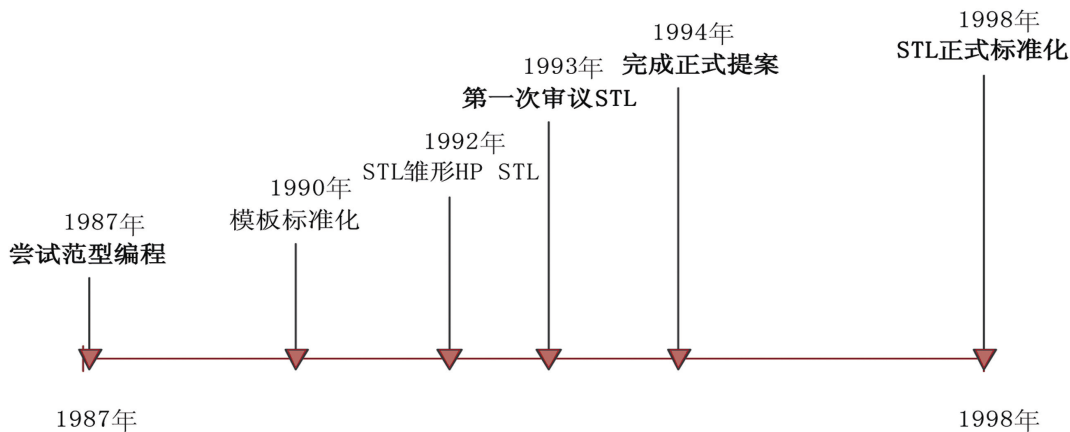 1987年
尝试范型编程
1990年
模板标准化
1992年
STL雏形HP STL
1993年
第一次审议STL
1994年
完成正式提案
1998年
STL正式标准化
1987年
1998年